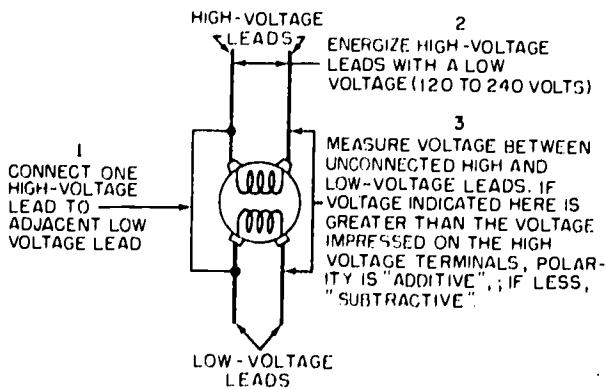 HIGH-VOLTAGE
LEADS
2
ENERGIZE HIGH-VOLTAGE
LEADS WITH A LOW
VOLTAGE (120 TO 240 VOLTS)
1
CONNECT ONE
HIGH-VOLTAGE
LEAD TO
ADJACENT LOW
VOLTAGE LEAD
3
MEASURE VOLTAGE BETWEEN
UNCONNECTED HIGH AND
LOW-VOLTAGE LEADS. IF
VOLTAGE INDICATED HERE IS
GREATER THAN THE VOLTAGE
IMPRESSED ON THE HIGH
VOLTAGE TERMINALS, POLAR-
ITY IS "ADDITIVE",; IF LESS,
"SUBTRACTIVE".
LOW-VOLTAGE
LEADS